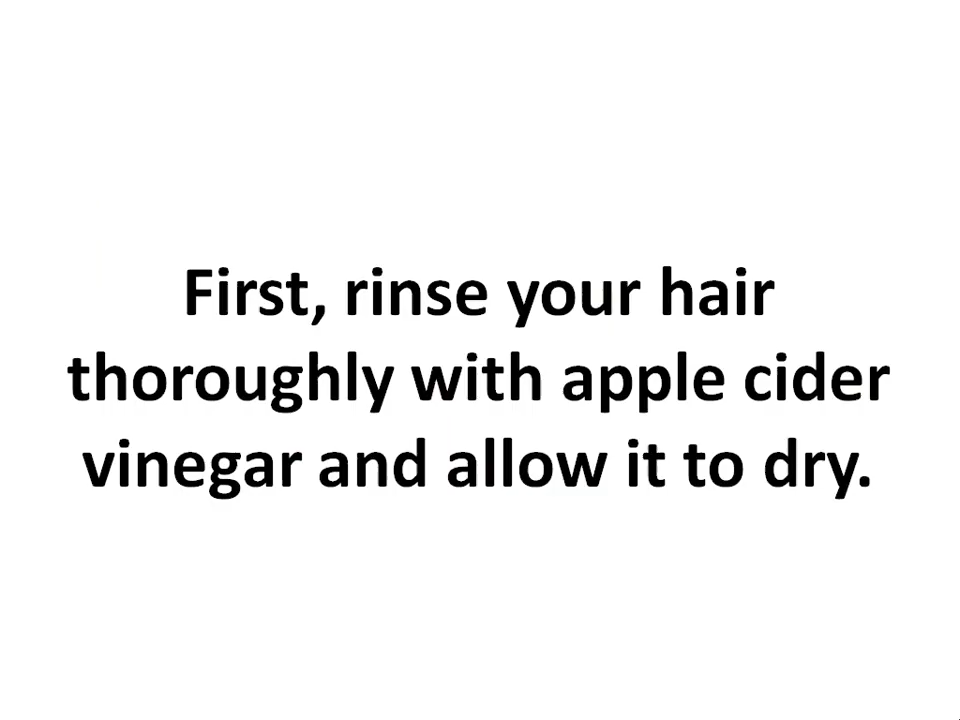 First, rinse your hair
thoroughly with apple cider
vinegar and allow it to dry.